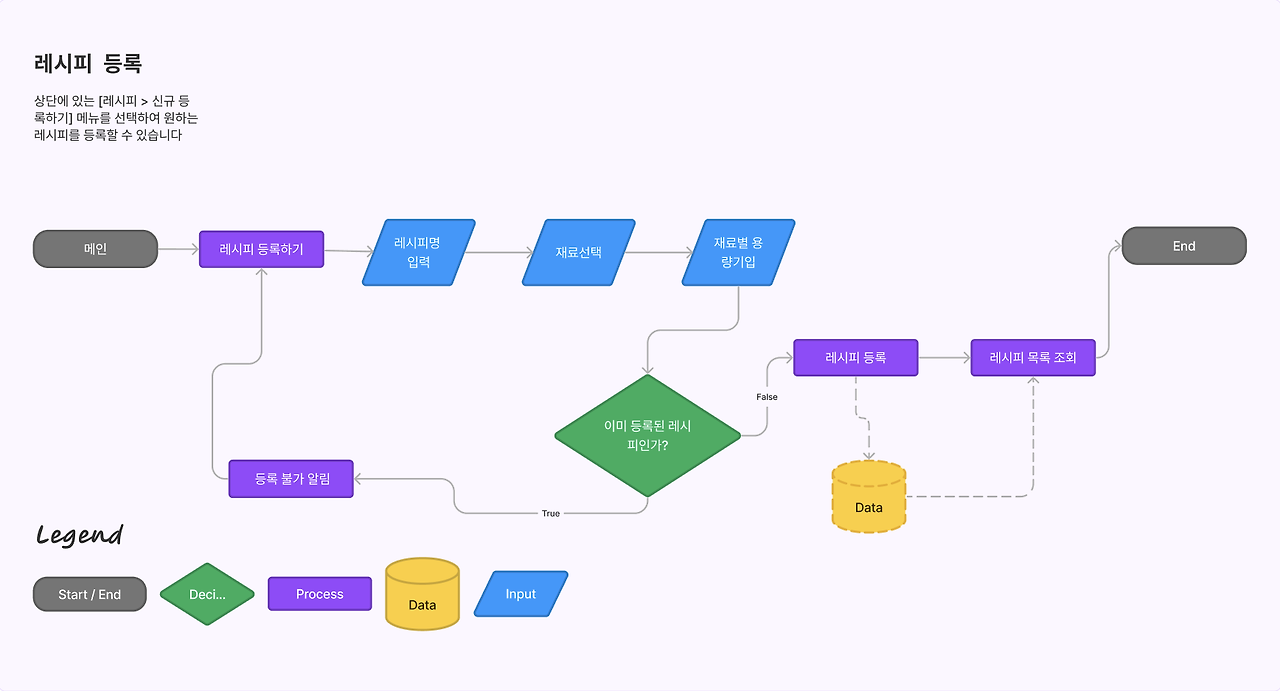 레시피 등록
상단에 있는 [레시피 > 신규 등
록하기] 메뉴를 선택하여 원하는
레시피를 등록할 수 있습니다
메인
레시피 등록하기
레시피명
입력
재료선택
재료별 용
량기입
End
레시피 등록
레시피 목록 조회
False
이미 등록된 레시
피인가?
등록 불가 알림
True
Data
Legend
Start / End
Deci...
Process
Data
Input